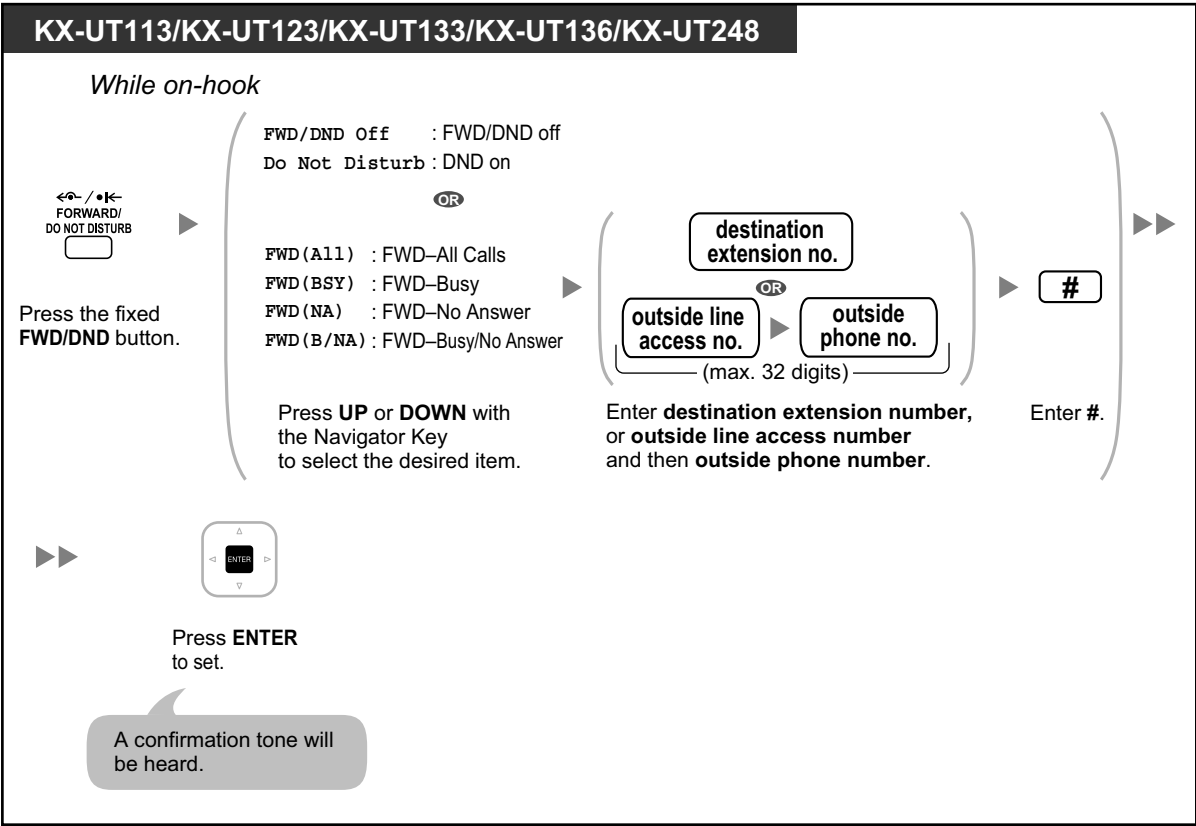 KX-UT113/KX-UT123/KX-UT133/KX-UT136/KX-UT248
While on-hook
FORWARD/
DO NOT DISTURB
Press the fixed
FWD/DND button.
FWD/DND Off : FWD/DND off
Do Not Disturb : DND on
OR
FWD(All) : FWD–All Calls
FWD(BSY) : FWD–Busy
FWD(NA) : FWD–No Answer
FWD(B/NA) : FWD–Busy/No Answer
Press UP or DOWN with
the Navigator Key
to select the desired item.
destination
extension no.
OR
outside line
access no.
outside
phone no.
(max. 32 digits)
Enter destination extension number,
or outside line access number
and then outside phone number.
#
Enter #.
ENTER
Press ENTER
to set.
A confirmation tone will
be heard.